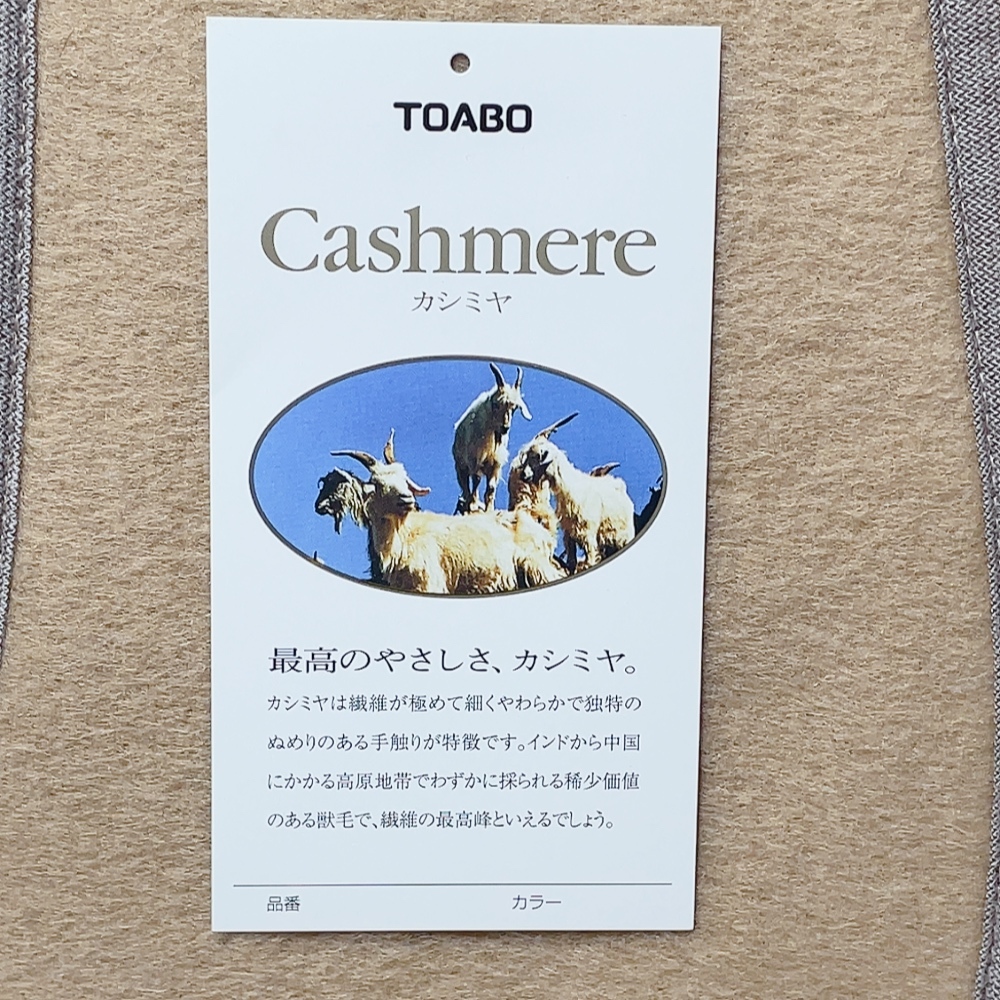 TOABO
Cashmere
カシミヤ
最高のやさしさ、カシミヤ。
カシミヤは繊維が極めて細くやわらかで独特の
ぬめりのある手触りが特徴です。インドから中国
にかかる高原地帯でわずかに採られる稀少価値
のある獣毛で、繊維の最高峰といえるでしょう。
品番 カラー